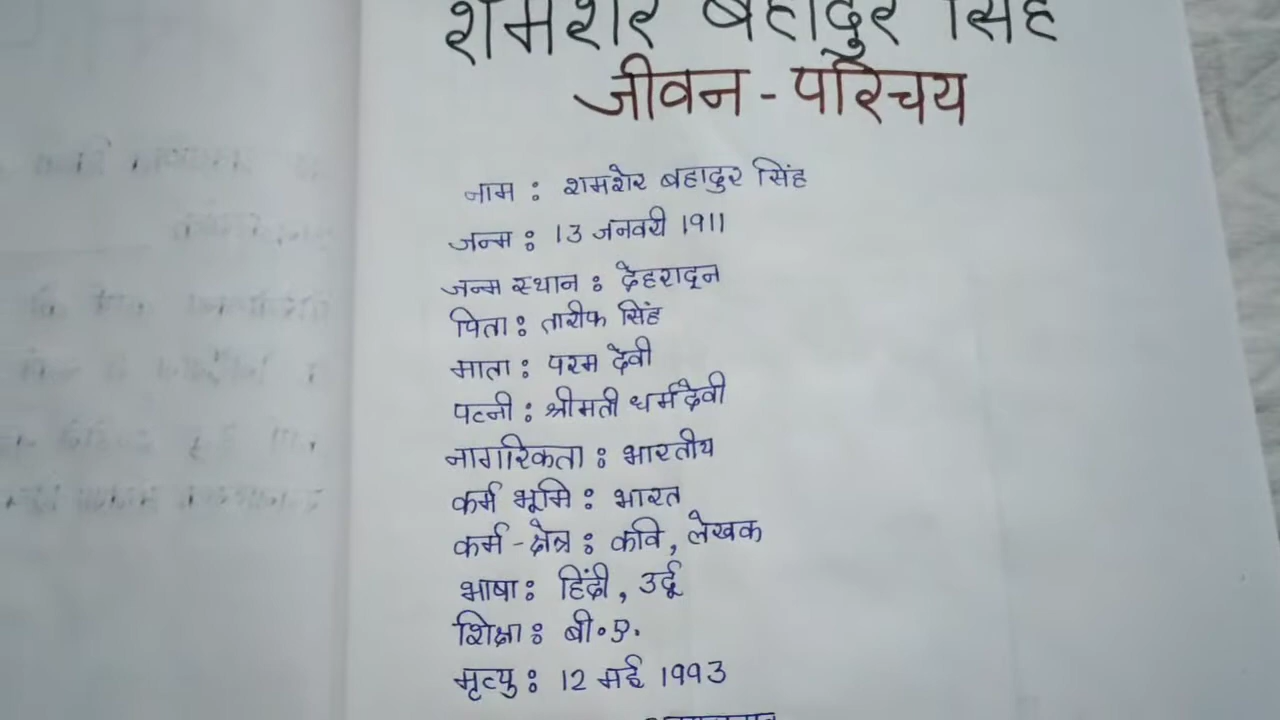 शमशेर बहादुर सिंह
जीवन - परिचय
नाम : शमशेर बहादुर सिंह
जन्म : 13 जनवरी 1911
जन्म स्थान : देहरादून
पिता : तारीफ सिंह
माता : परम देवी
पत्नी : श्रीमती धर्मदेवी
नागरिकता : भारतीय
कर्म भूमि : भारत
कर्म - क्षेत्र : कवि, लेखक
भाषा : हिंदी, उर्दू
शिक्षा : बी॰ए.
मृत्यु : 12 मई 1993